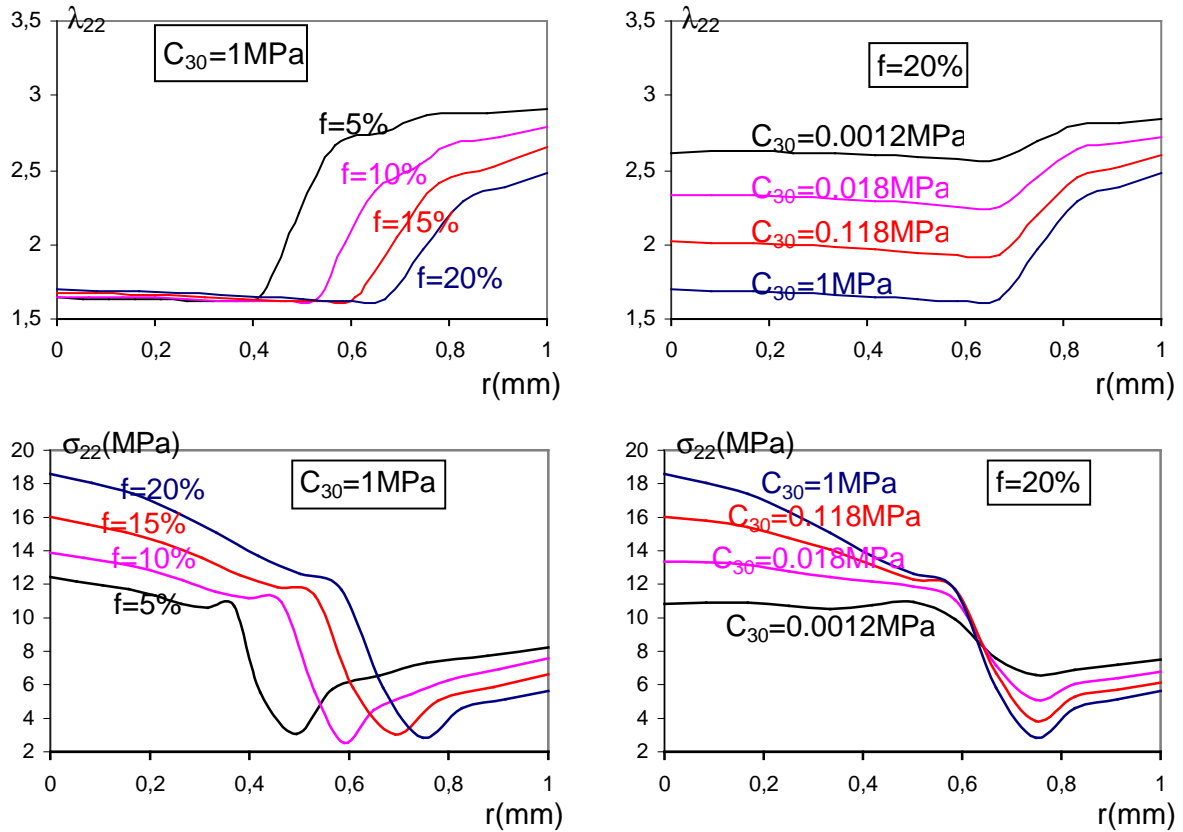 λ22
C30=1MPa
3,5
3
2,5
2
1,5
f=5%
f=10%
f=15%
f=20%
0 0,2 0,4 0,6 0,8 1
r(mm)
λ22
f=20%
3,5
3
2,5
2
1,5
C30=0.0012MPa
C30=0.018MPa
C30=0.118MPa
C30=1MPa
0 0,2 0,4 0,6 0,8 1
r(mm)
σ22(MPa)
C30=1MPa
20
18
16
14
12
10
8
6
4
2
f=20%
f=15%
f=10%
f=5%
0 0,2 0,4 0,6 0,8 1
r(mm)
σ22(MPa)
f=20%
20
18
16
14
12
10
8
6
4
2
C30=1MPa
C30=0.118MPa
C30=0.018MPa
C30=0.0012MPa
0 0,2 0,4 0,6 0,8 1
r(mm)